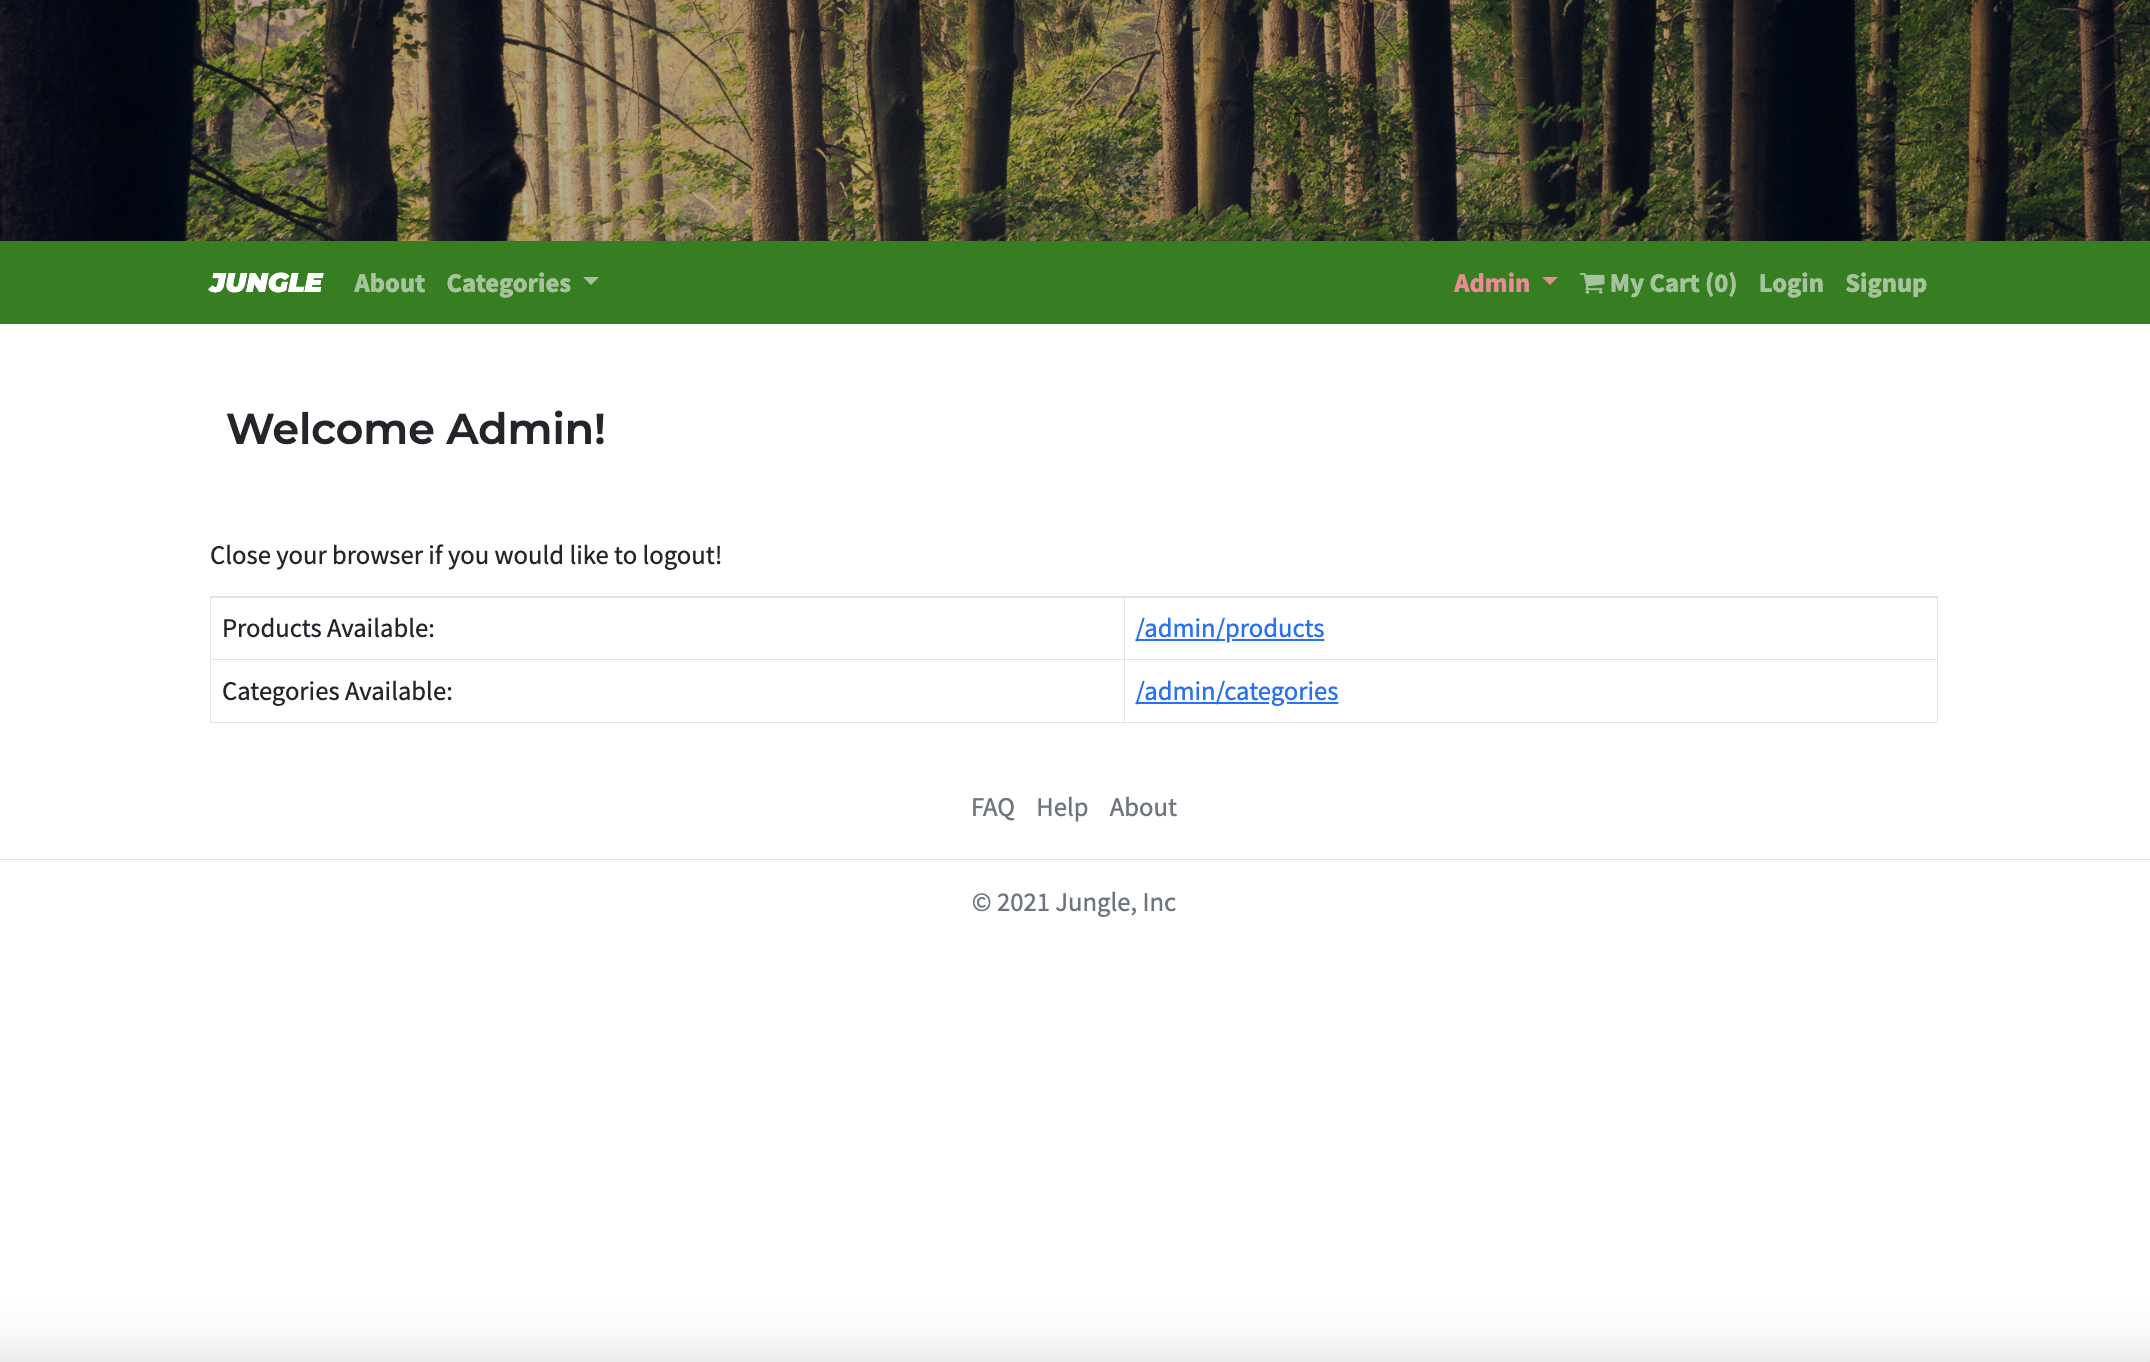 JUNGLE About Categories Admin My Cart (0) Login Signup
Welcome Admin!
Close your browser if you would like to logout!
Products Available: /admin/products
Categories Available: /admin/categories
FAQ Help About
© 2021 Jungle, Inc